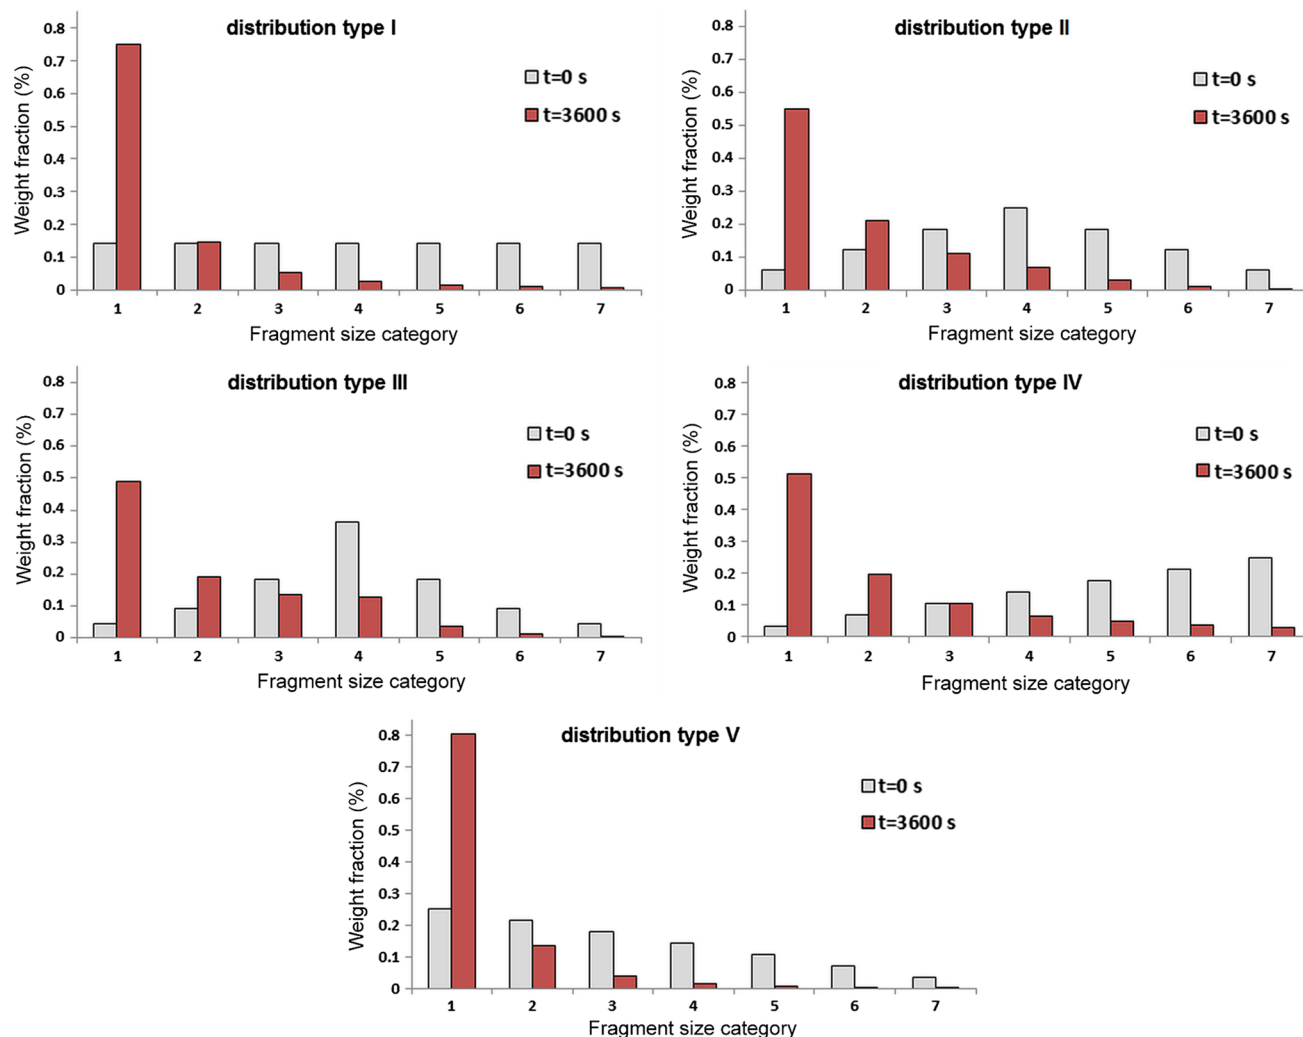 distribution type I
Weight fraction (%)
0.8
0.7
0.6
0.5
0.4
0.3
0.2
0.1
0
t=0 s
t=3600 s
1 2 3 4 5 6 7
Fragment size category
distribution type II
Weight fraction (%)
0.8
0.7
0.6
0.5
0.4
0.3
0.2
0.1
0
t=0 s
t=3600 s
1 2 3 4 5 6 7
Fragment size category
distribution type III
Weight fraction (%)
0.8
0.7
0.6
0.5
0.4
0.3
0.2
0.1
0
t=0 s
t=3600 s
1 2 3 4 5 6 7
Fragment size category
distribution type IV
Weight fraction (%)
0.8
0.7
0.6
0.5
0.4
0.3
0.2
0.1
0
t=0 s
t=3600 s
1 2 3 4 5 6 7
Fragment size category
distribution type V
Weight fraction (%)
0.8
0.7
0.6
0.5
0.4
0.3
0.2
0.1
0
t=0 s
t=3600 s
1 2 3 4 5 6 7
Fragment size category